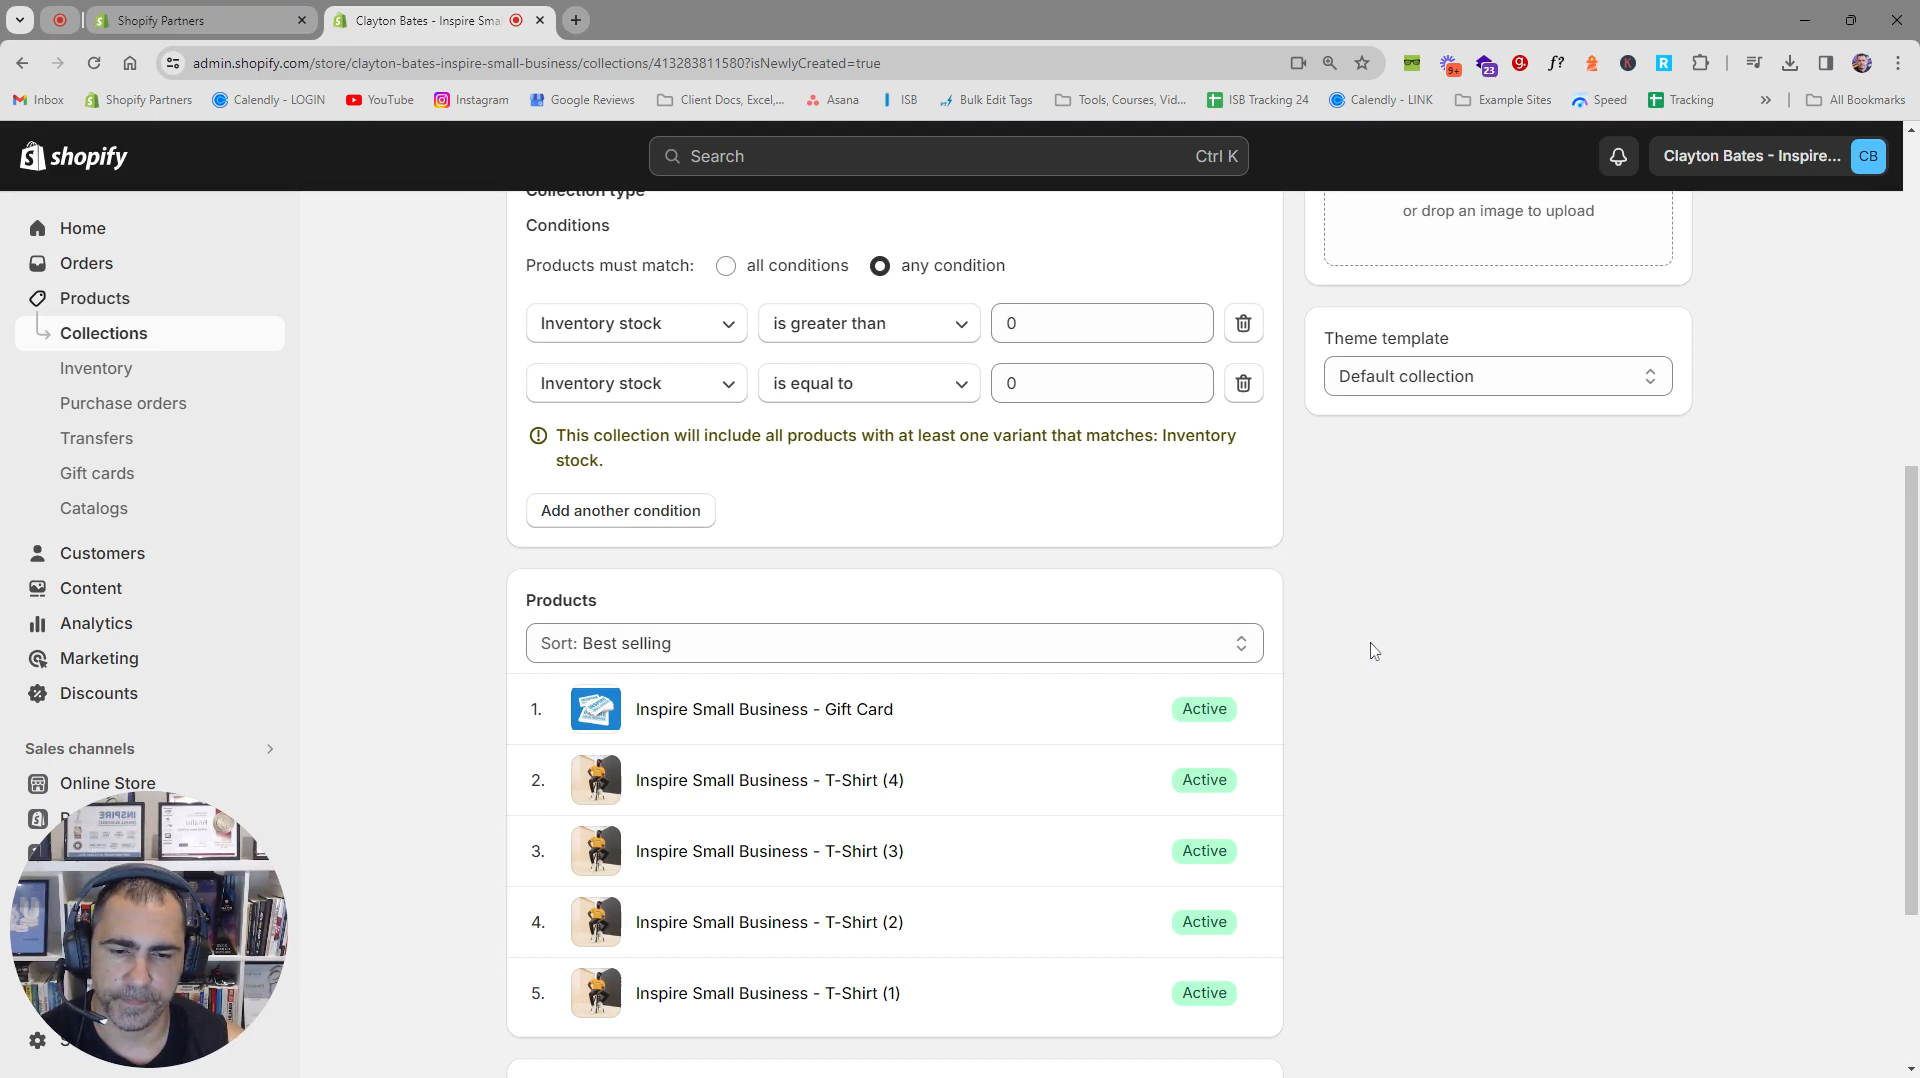 Shopify Partners
Clayton Bates - Inspire Sma
admin.shopify.com/store/clayton-bates-inspire-small-business/collections/413283811580?isNewlyCreated=true
9+
23
Inbox
Shopify Partners
Calendly - LOGIN
YouTube
Instagram
Google Reviews
Client Docs, Excel,...
Asana
ISB
Bulk Edit Tags
Tools, Courses, Vid...
ISB Tracking 24
Calendly - LINK
Example Sites
Speed
Tracking
All Bookmarks
shopify
Search
Ctrl K
Clayton Bates - Inspire...
CB
Home
Orders
Products
Collections
Inventory
Purchase orders
Transfers
Gift cards
Catalogs
Customers
Content
Analytics
Marketing
Discounts
Sales channels
Online Store
Collection type
Conditions
Products must match:
all conditions
any condition
Inventory stock
is greater than
0
Inventory stock
is equal to
0
This collection will include all products with at least one variant that matches: Inventory
stock.
Add another condition
Products
Sort: Best selling
1.
Inspire Small Business - Gift Card
Active
2.
Inspire Small Business - T-Shirt (4)
Active
3.
Inspire Small Business - T-Shirt (3)
Active
4.
Inspire Small Business - T-Shirt (2)
Active
5.
Inspire Small Business - T-Shirt (1)
Active
or drop an image to upload
Theme template
Default collection